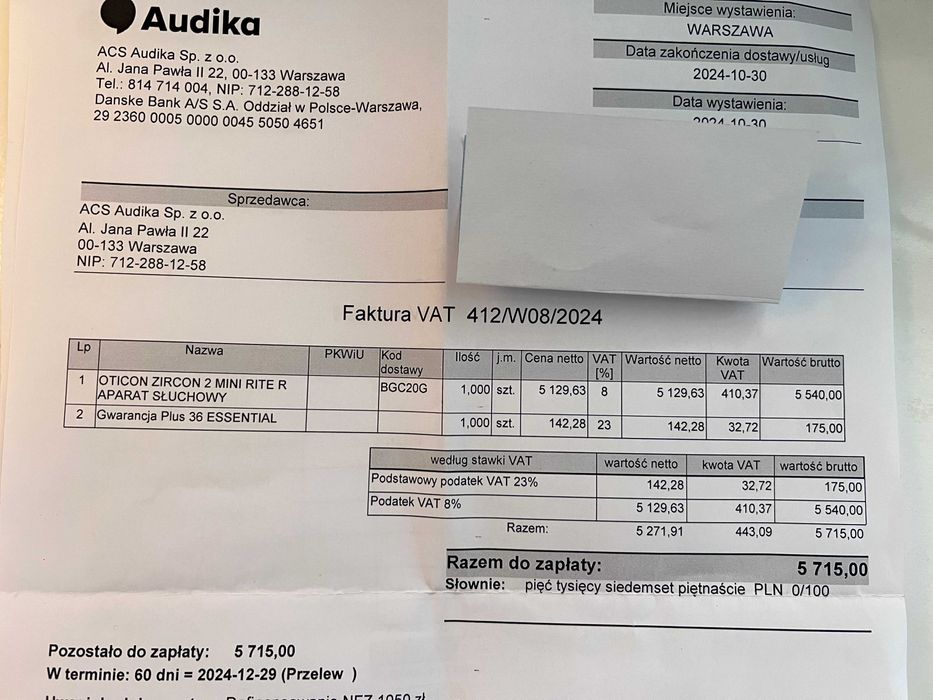 Audika
ACS Audika Sp. z o.o.
Al. Jana Pawła II 22, 00-133 Warszawa
Tel.: 814 714 004, NIP: 712-288-12-58
Danske Bank A/S S.A. Oddział w Polsce-Warszawa,
29 2360 0005 0000 0045 5050 4651
Miejsce wystawienia:
WARSZAWA
Data zakończenia dostawy/usług
2024-10-30
Data wystawienia:
2024-10-30
Sprzedawca:
ACS Audika Sp. z o.o.
Al. Jana Pawła II 22
00-133 Warszawa
NIP: 712-288-12-58
Faktura VAT 412/W08/2024
Lp Nazwa PKWiU Kod dostawy Ilość j.m. Cena netto VAT [%] Wartość netto Kwota VAT Wartość brutto
1 OTICON ZIRCON 2 MINI RITE R BGC20G 1,000 szt. 5 129,63 8 5 129,63 410,37 5 540,00
APARAT SŁUCHOWY
2 Gwarancja Plus 36 ESSENTIAL 1,000 szt. 142,28 23 142,28 32,72 175,00
według stawki VAT wartość netto kwota VAT wartość brutto
Podstawowy podatek VAT 23% 142,28 32,72 175,00
Podatek VAT 8% 5 129,63 410,37 5 540,00
Razem: 5 271,91 443,09 5 715,00
Razem do zapłaty: 5 715,00
Słownie: pięć tysięcy siedemset piętnaście PLN 0/100
Pozostało do zapłaty: 5 715,00
W terminie: 60 dni = 2024-12-29 (Przelew )
Refinansowanie NFZ 1050 zł